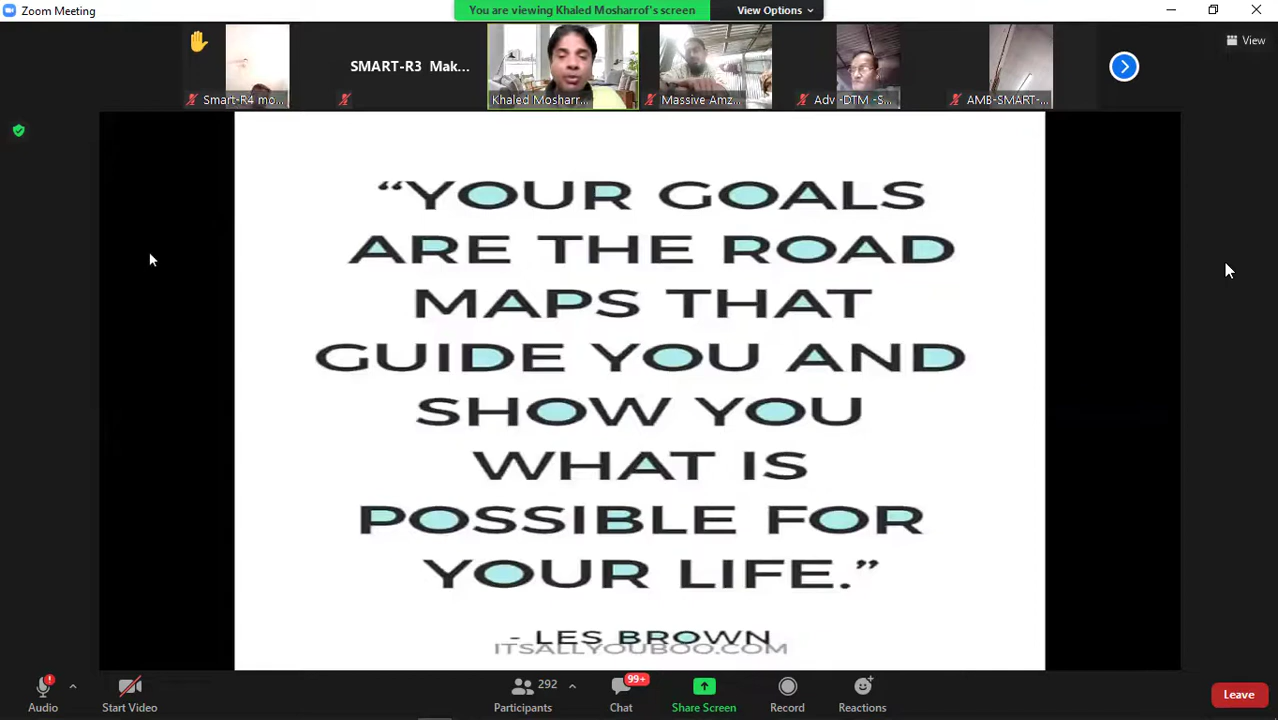 Zoom Meeting
You are viewing Khaled Mosharrof's screen
View Options
View
SMART-R3 Mak...
Smart-R4 mo...
Khaled Mosharr...
Massive Amz...
Adv -DTM -S...
AMB-SMART-...
“YOUR GOALS
ARE THE ROAD
MAPS THAT
GUIDE YOU AND
SHOW YOU
WHAT IS
POSSIBLE FOR
YOUR LIFE.”
- LES BROWN
ITSALLYOUBOO.COM
292
99+
Audio
Start Video
Participants
Chat
Share Screen
Record
Reactions
Leave